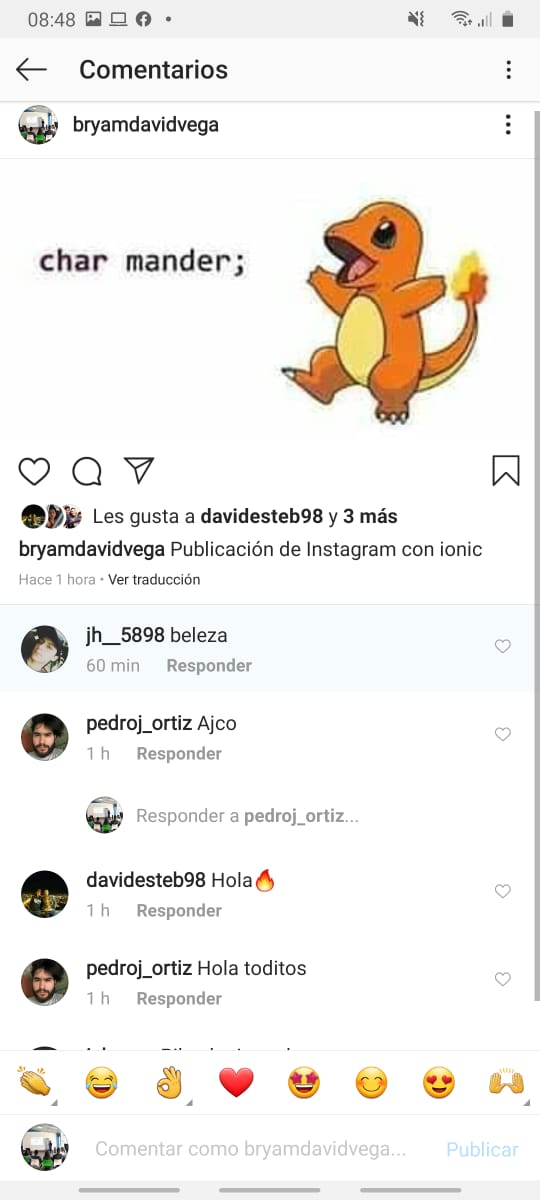 08:48
Comentarios
bryamdavidvega
char mander;
Les gusta a davidesteb98 y 3 más
bryamdavidvega Publicación de Instagram con ionic
Hace 1 hora • Ver traducción
jh__5898 beleza
60 min Responder
pedroj_ortiz Ajco
1 h Responder
Responder a pedroj_ortiz...
davidesteb98 Hola🔥
1 h Responder
pedroj_ortiz Hola toditos
1 h Responder
Comentar como bryamdavidvega... Publicar